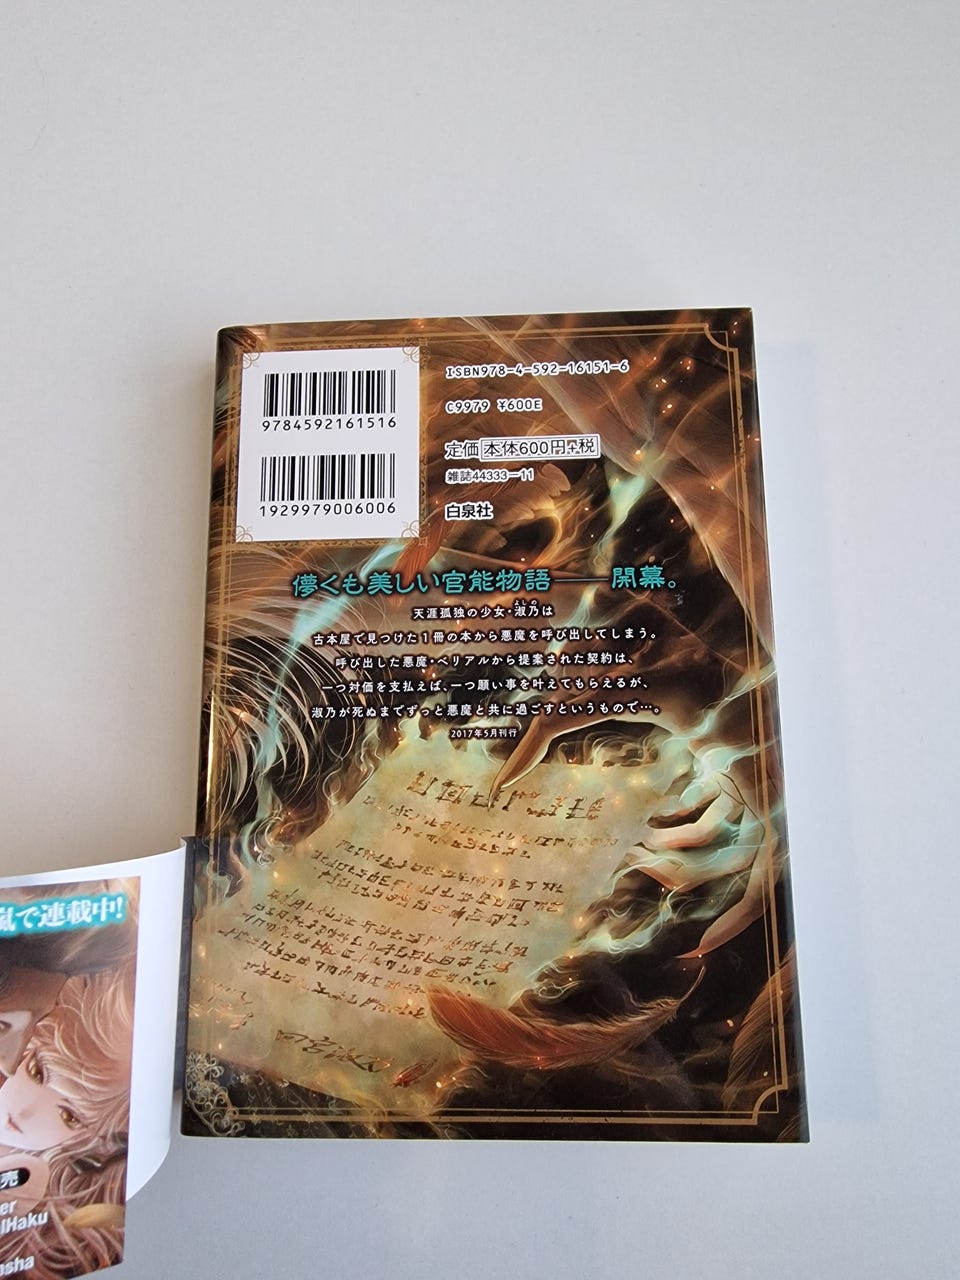 9784592161516
1929979006006
ISBN978-4-592-16151-6
C9979 ¥600E
定価 本体600円+税
雑誌44333-11
白泉社
儚くも美しい官能物語──開幕。
よしの
天涯孤独の少女・淑乃は
古本屋で見つけた1冊の本から悪魔を呼び出してしまう。
呼び出した悪魔・ベリアルから提案された契約は、
一つ対価を支払えば、一つ願い事を叶えてもらえるが、
淑乃が死ぬまでずっと悪魔と共に過ごすというもので…。
2017年5月刊行
嵐で連載中!
売
er
lHaku
nsha